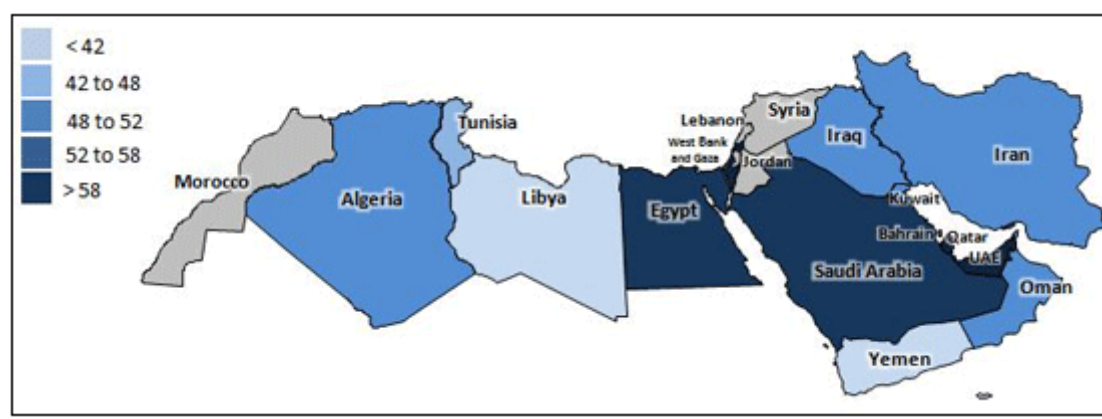 < 42
42 to 48
48 to 52
52 to 58
> 58
Morocco
Algeria
Tunisia
Libya
Egypt
Lebanon
West Bank
and Gaza
Syria
Jordan
Iraq
Iran
Kuwait
Bahrain
Qatar
UAE
Saudi Arabia
Oman
Yemen